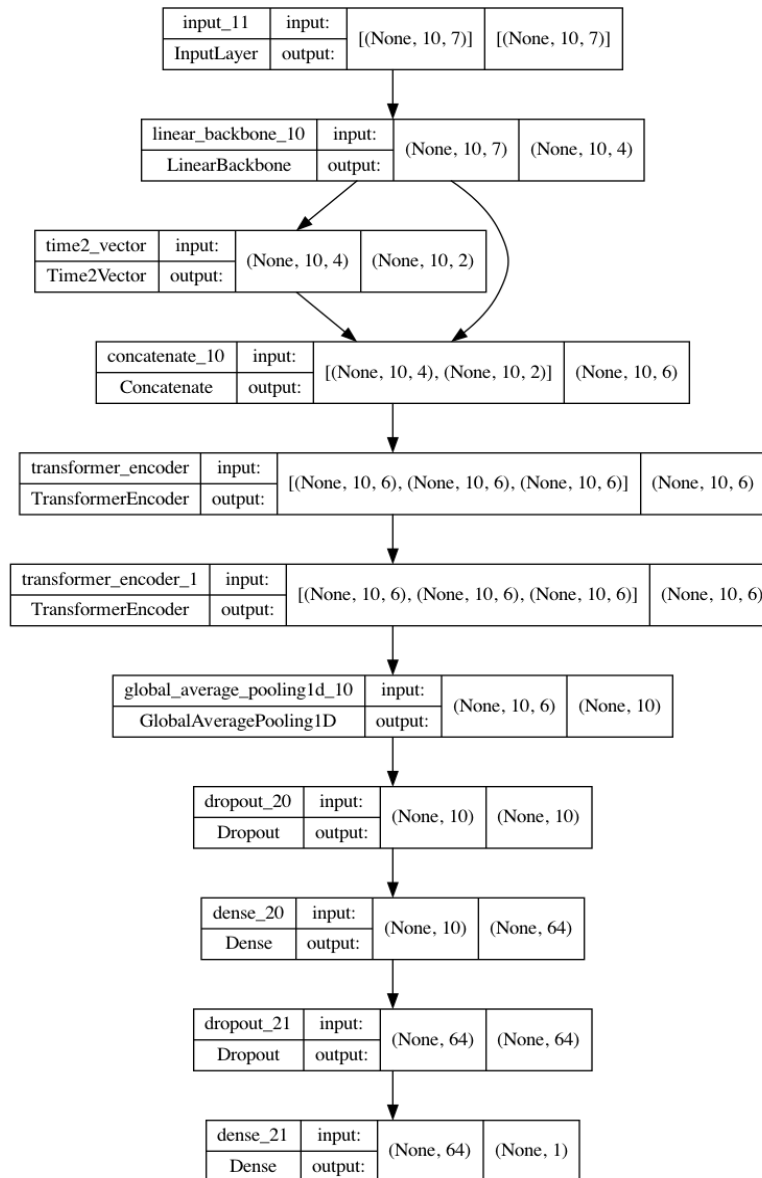 input_11 input: [(None, 10, 7)] [(None, 10, 7)]
InputLayer output:
linear_backbone_10 input: (None, 10, 7) (None, 10, 4)
LinearBackbone output:
time2_vector input: (None, 10, 4) (None, 10, 2)
Time2Vector output:
concatenate_10 input: [(None, 10, 4), (None, 10, 2)] (None, 10, 6)
Concatenate output:
transformer_encoder input: [(None, 10, 6), (None, 10, 6), (None, 10, 6)] (None, 10, 6)
TransformerEncoder output:
transformer_encoder_1 input: [(None, 10, 6), (None, 10, 6), (None, 10, 6)] (None, 10, 6)
TransformerEncoder output:
global_average_pooling1d_10 input: (None, 10, 6) (None, 10)
GlobalAveragePooling1D output:
dropout_20 input: (None, 10) (None, 10)
Dropout output:
dense_20 input: (None, 10) (None, 64)
Dense output:
dropout_21 input: (None, 64) (None, 64)
Dropout output:
dense_21 input: (None, 64) (None, 1)
Dense output: